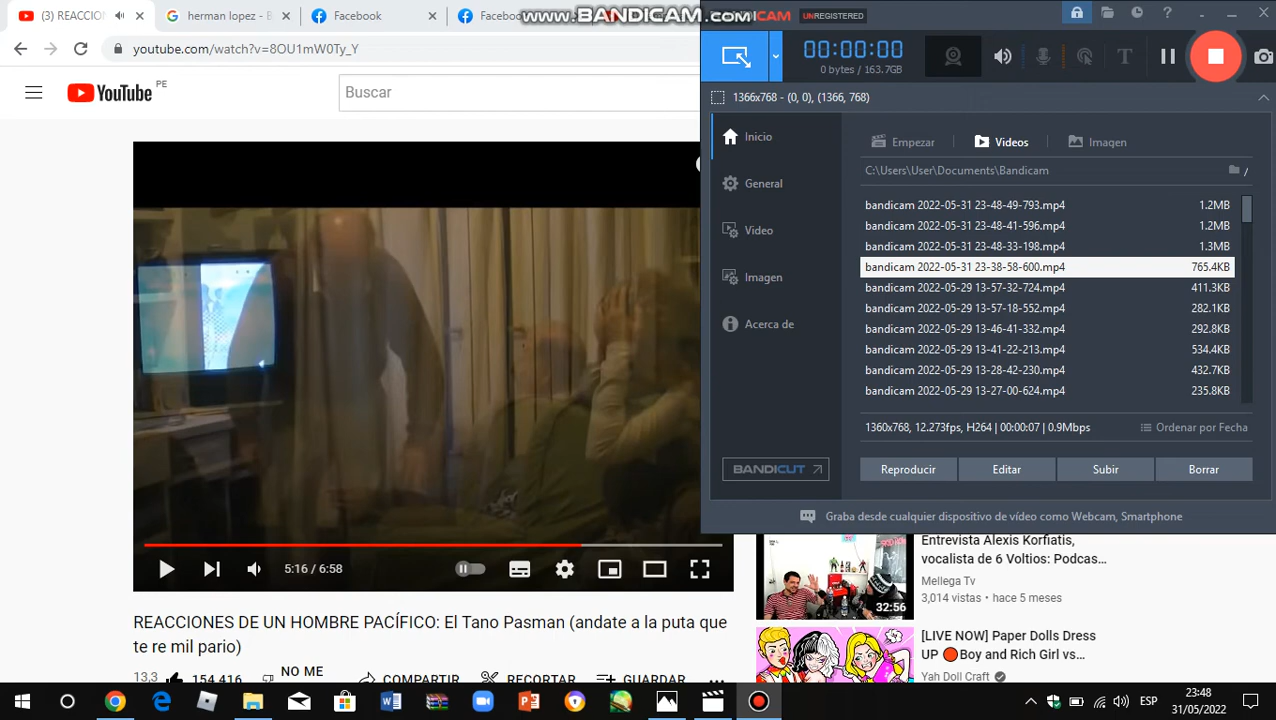 (3) REACCION
herman lopez - B
Facebook
Facebo
www.BANDICAM.com
CAM
UNREGISTERED
youtube.com/watch?v=8OU1mW0Ty_Y
00:00:00
0 bytes / 163.7GB
YouTube PE
Buscar
1366x768 - (0, 0), (1366, 768)
Inicio
General
Video
Imagen
Acerca de
BANDICUT
Empezar
Videos
Imagen
C:\Users\User\Documents\Bandicam
bandicam 2022-05-31 23-48-49-793.mp4 1.2MB
bandicam 2022-05-31 23-48-41-596.mp4 1.2MB
bandicam 2022-05-31 23-48-33-198.mp4 1.3MB
bandicam 2022-05-31 23-38-58-600.mp4 765.4KB
bandicam 2022-05-29 13-57-32-724.mp4 411.3KB
bandicam 2022-05-29 13-57-18-552.mp4 282.1KB
bandicam 2022-05-29 13-46-41-332.mp4 292.8KB
bandicam 2022-05-29 13-41-22-213.mp4 534.4KB
bandicam 2022-05-29 13-28-42-230.mp4 432.7KB
bandicam 2022-05-29 13-27-00-624.mp4 235.8KB
1360x768, 12.273fps, H264 | 00:00:07 | 0.9Mbps
Ordenar por Fecha
Reproducir
Editar
Subir
Borrar
Graba desde cualquier dispositivo de vídeo como Webcam, Smartphone
5:16 / 6:58
REACCIONES DE UN HOMBRE PACÍFICO: El Tano Pasman (andate a la puta que
te re mil pario)
13,3
154.416
NO ME
COMPARTIR
RECORTAR
GUARDAR
Entrevista Alexis Korfiatis,
vocalista de 6 Voltios: Podcas...
Mellega Tv
3,014 vistas • hace 5 meses
32:56
[LIVE NOW] Paper Dolls Dress
UP 🔴Boy and Rich Girl vs...
Yah Doll Craft
ESP
23:48
31/05/2022